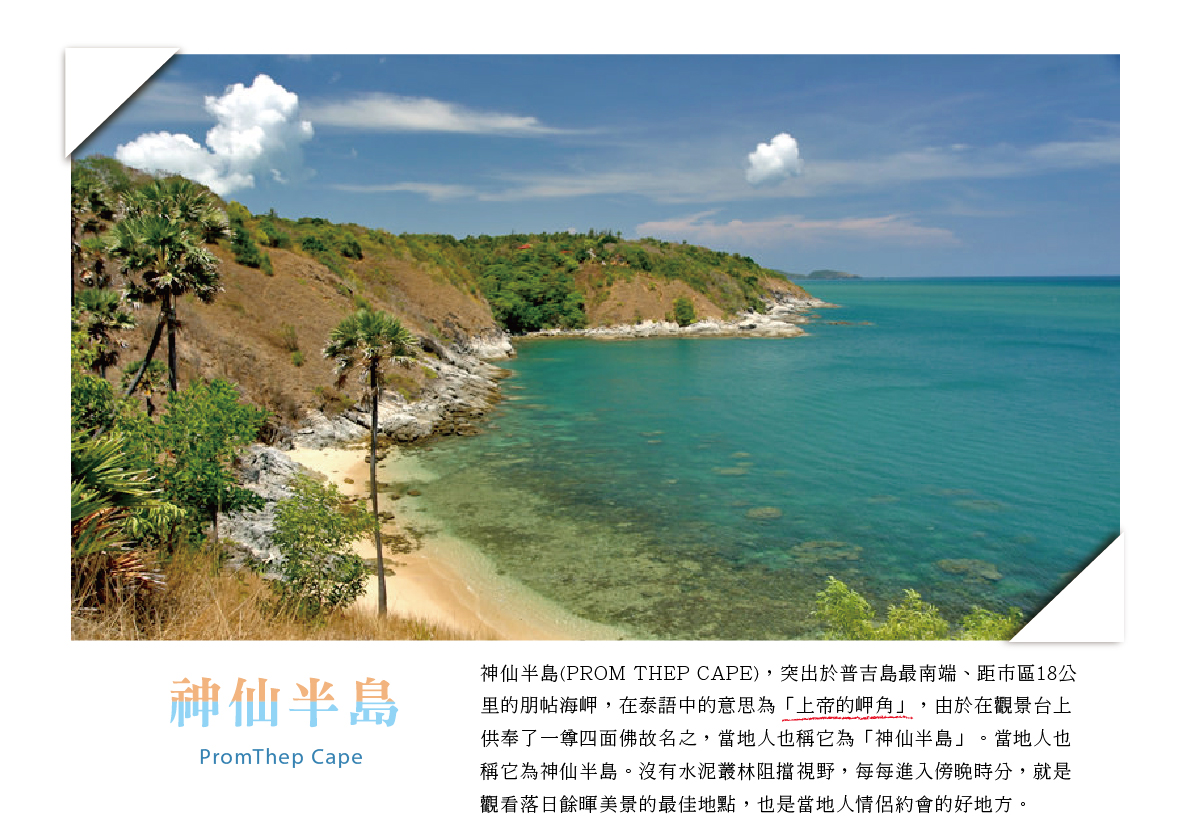 神仙半島
PromThep Cape
神仙半島(PROM THEP CAPE)，突出於普吉島最南端、距市區18公
里的朋帖海岬，在泰語中的意思為「上帝的岬角」，由於在觀景台上
供奉了一尊四面佛故名之，當地人也稱它為「神仙半島」。當地人也
稱它為神仙半島。沒有水泥叢林阻擋視野，每每進入傍晚時分，就是
觀看落日餘暉美景的最佳地點，也是當地人情侶約會的好地方。